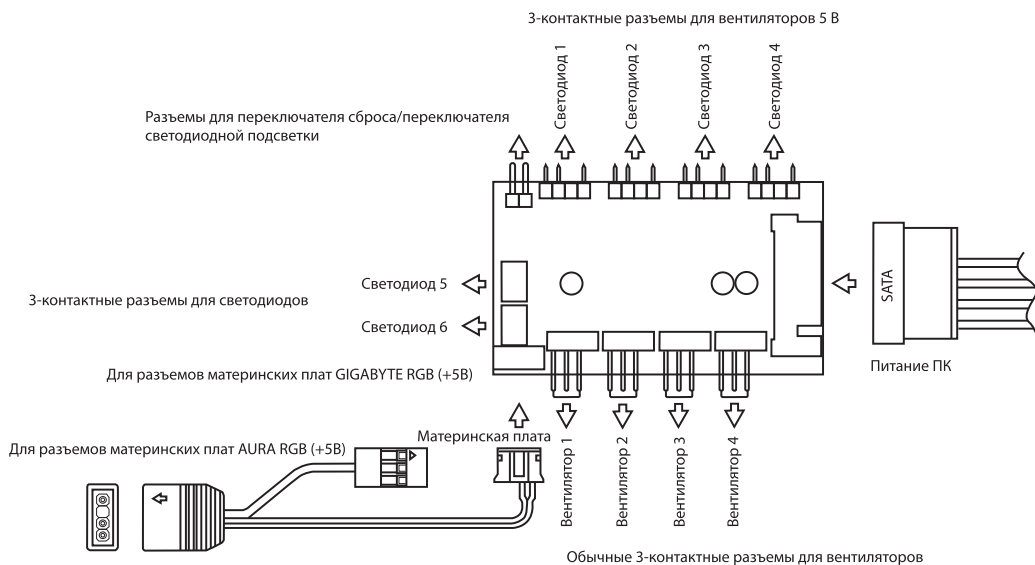 3-контактные разъемы для вентиляторов 5 В
Светодиод 1
Светодиод 2
Светодиод 3
Светодиод 4
Разъемы для переключателя сброса/переключателя
светодиодной подсветки
SATA
Питание ПК
Светодиод 5
3-контактные разъемы для светодиодов
Светодиод 6
Для разъемов материнских плат GIGABYTE RGB (+5В)
Материнская плата
Для разъемов материнских плат AURA RGB (+5В)
Вентилятор 1
Вентилятор 2
Вентилятор 3
Вентилятор 4
Обычные 3-контактные разъемы для вентиляторов